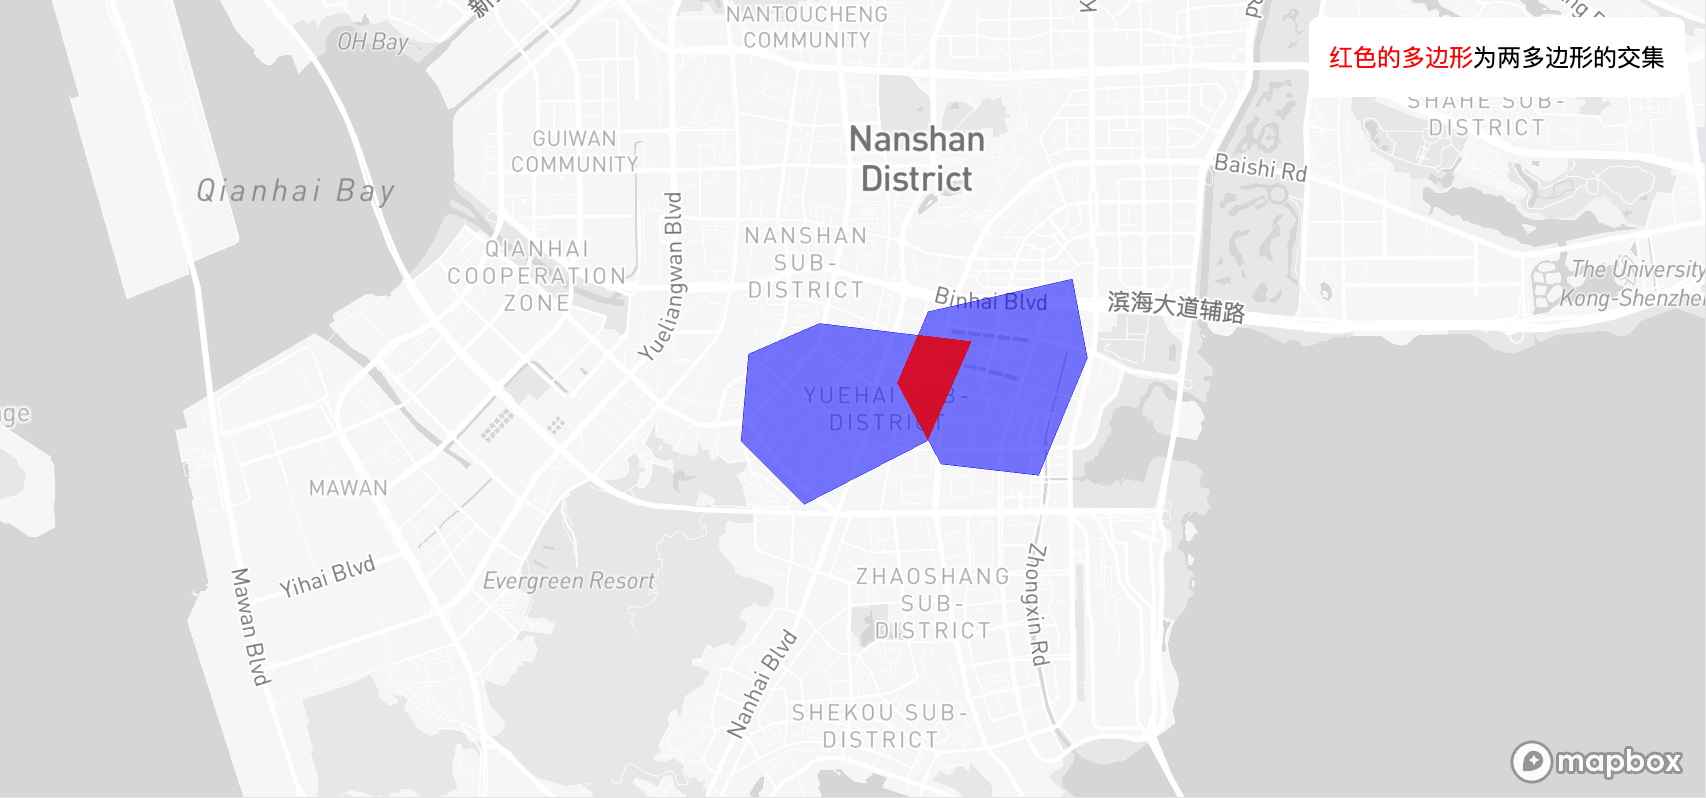 NANTOUCHENG
COMMUNITY
OH Bay
红色的多边形为两多边形的交集
SHAHE SUB-
DISTRICT
GUIWAN
COMMUNITY
Nanshan
District
Baishi Rd
Qianhai Bay
Yueliangwan Blvd
NANSHAN
SUB-
DISTRICT
QIANHAI
COOPERATION
ZONE
Binhai Blvd
滨海大道辅路
The University
Kong-Shenzhe
YUEHAI SUB-
DISTRICT
MAWAN
Yihai Blvd
Mawan Blvd
Evergreen Resort
ZHAOSHANG
SUB-
DISTRICT
Zhongxin Rd
Nanhai Blvd
SHEKOU SUB-
DISTRICT
mapbox